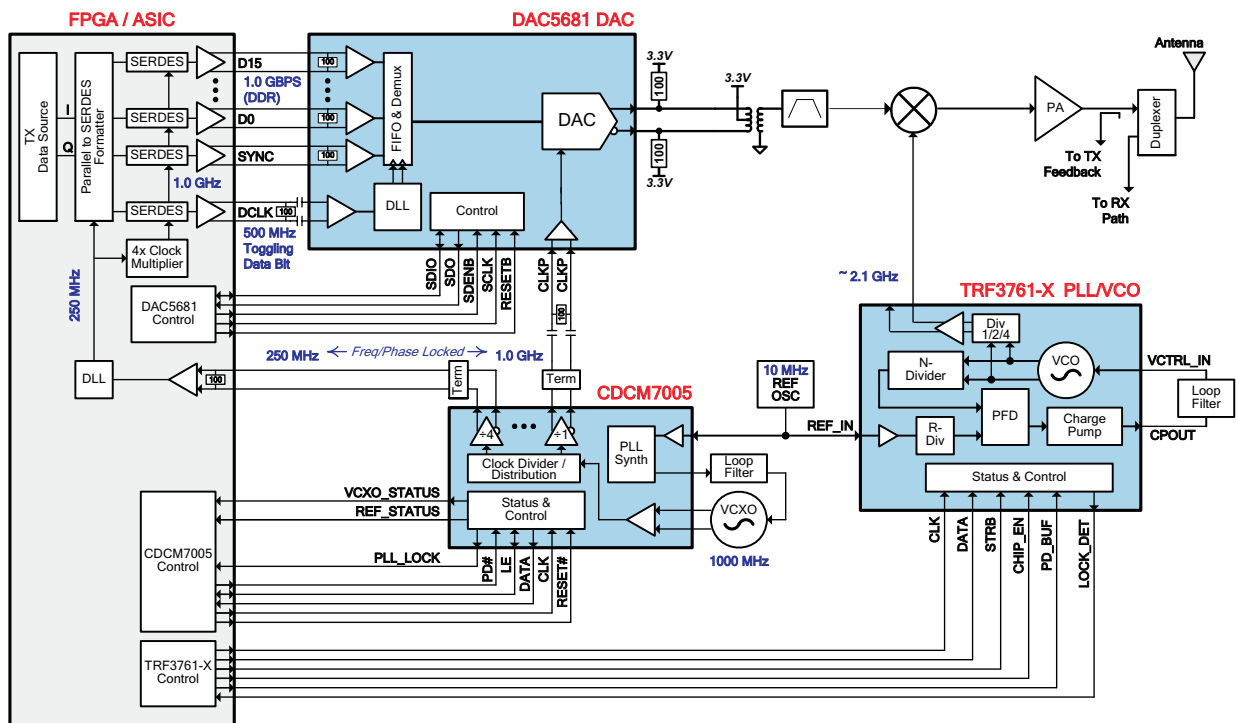 FPGA / ASIC
DAC5681 DAC
TX
Data Source
I
Q
Parallel to SERDES
Formatter
SERDES
SERDES
SERDES
SERDES
4x Clock
Multiplier
250 MHz
1.0 GHz
D15
1.0 GBPS
(DDR)
D0
SYNC
DCLK
500 MHz
Toggling
Data Bit
100
100
100
100
FIFO & Demux
DLL
Control
DAC
SDIO
SDO
SDENB
SCLK
RESETB
CLKP
CLKP
100
3.3V
100
100
3.3V
3.3V
PA
To TX
Feedback
Duplexer
Antenna
To RX
Path
~ 2.1 GHz
TRF3761-X PLL/VCO
Div
1/2/4
N-
Divider
VCO
PFD
R-
Div
Charge
Pump
Status & Control
VCTRL_IN
Loop
Filter
CPOUT
REF_IN
CLK
DATA
STRB
CHIP_EN
PD_BUF
LOCK_DET
10 MHz
REF
OSC
DAC5681
Control
DLL
100
250 MHz
Freq/Phase Locked
1.0 GHz
Term
Term
CDCM7005
÷4
÷1
Clock Divider /
Distribution
PLL
Synth
Loop
Filter
Status &
Control
VCXO
1000 MHz
VCXO_STATUS
REF_STATUS
PLL_LOCK
PD#
LE
DATA
CLK
RESET#
CDCM7005
Control
TRF3761-X
Control